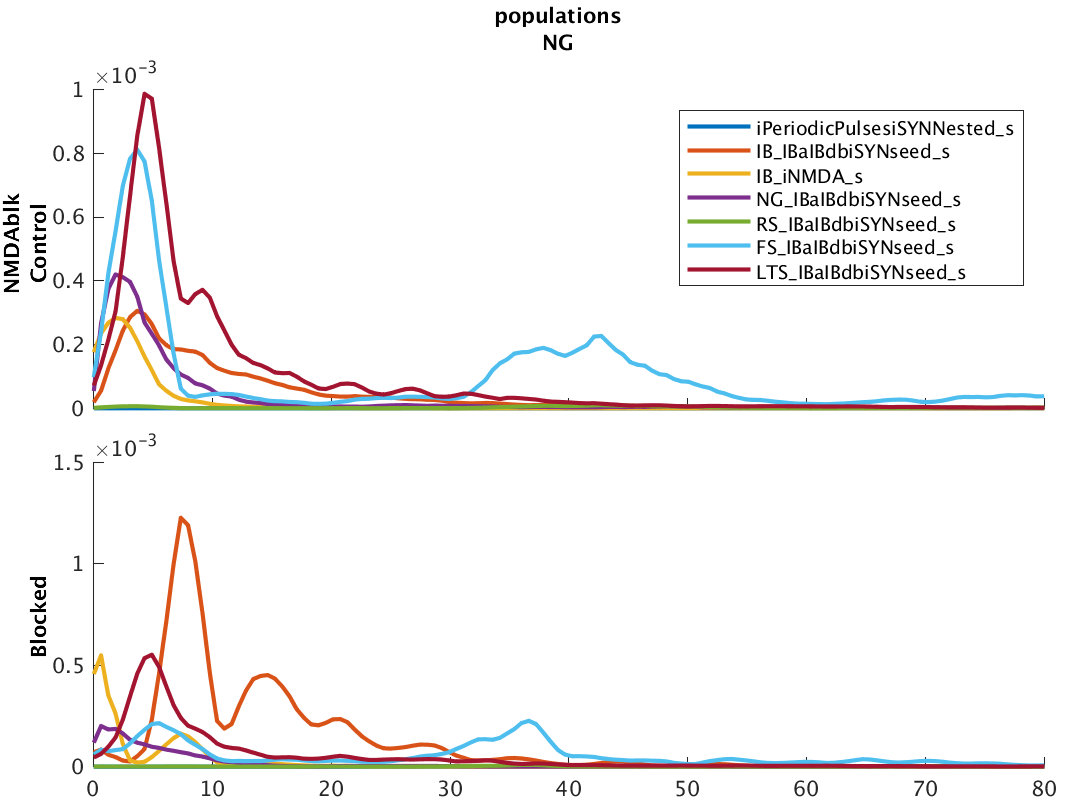 populations
NG
×10⁻³
1
0.8
0.6
0.4
0.2
0
NMDAblk
Control
iPeriodicPulsesiSYNNested_s
IB_IBaIBdbiSYNseed_s
IB_iNMDA_s
NG_IBaIBdbiSYNseed_s
RS_IBaIBdbiSYNseed_s
FS_IBaIBdbiSYNseed_s
LTS_IBaIBdbiSYNseed_s
×10⁻³
1.5
1
0.5
0
Blocked
0 10 20 30 40 50 60 70 80